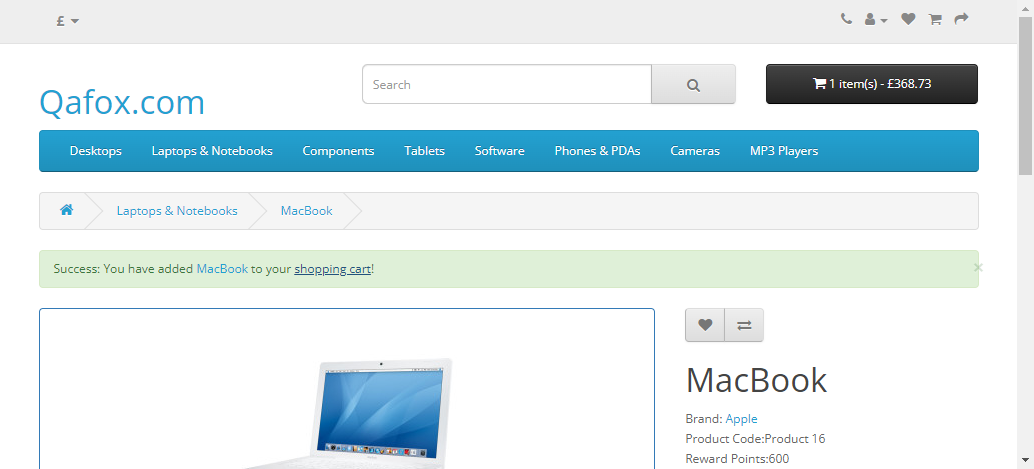 £
Search
1 item(s) - £368.73
Qafox.com
Desktops Laptops & Notebooks Components Tablets Software Phones & PDAs Cameras MP3 Players
Laptops & Notebooks MacBook
Success: You have added MacBook to your shopping cart! ×
MacBook
Brand: Apple
Product Code:Product 16
Reward Points:600